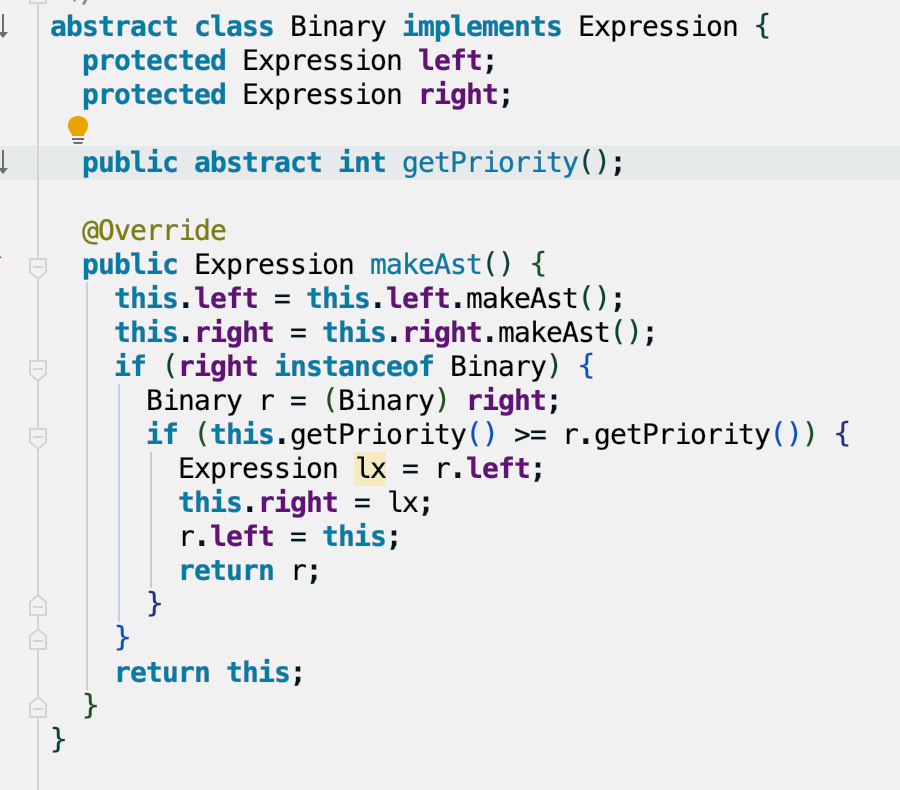 abstract class Binary implements Expression {
protected Expression left;
protected Expression right;
public abstract int getPriority();
@Override
public Expression makeAst() {
this.left = this.left.makeAst();
this.right = this.right.makeAst();
if (right instanceof Binary) {
Binary r = (Binary) right;
if (this.getPriority() >= r.getPriority()) {
Expression lx = r.left;
this.right = lx;
r.left = this;
return r;
}
}
return this;
}
}